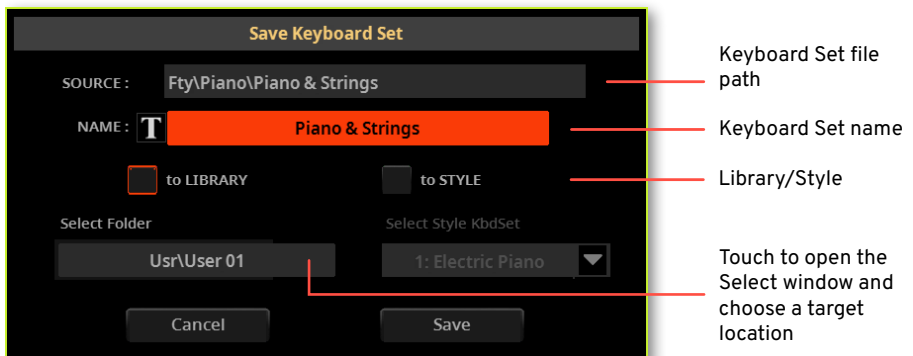 Save Keyboard Set
SOURCE : Fty\Piano\Piano & Strings
NAME : T Piano & Strings
to LIBRARY to STYLE
Select Folder Select Style KbdSet
Usr\User 01 1: Electric Piano
Cancel Save
Keyboard Set file
path
Keyboard Set name
Library/Style
Touch to open the
Select window and
choose a target
location